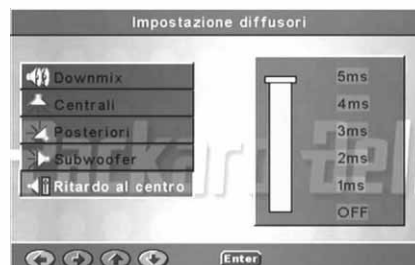 Impostazione diffusori
Downmix
Centrali
Posteriori
Subwoofer
Ritardo al centro
5ms
4ms
3ms
2ms
1ms
OFF
Enter